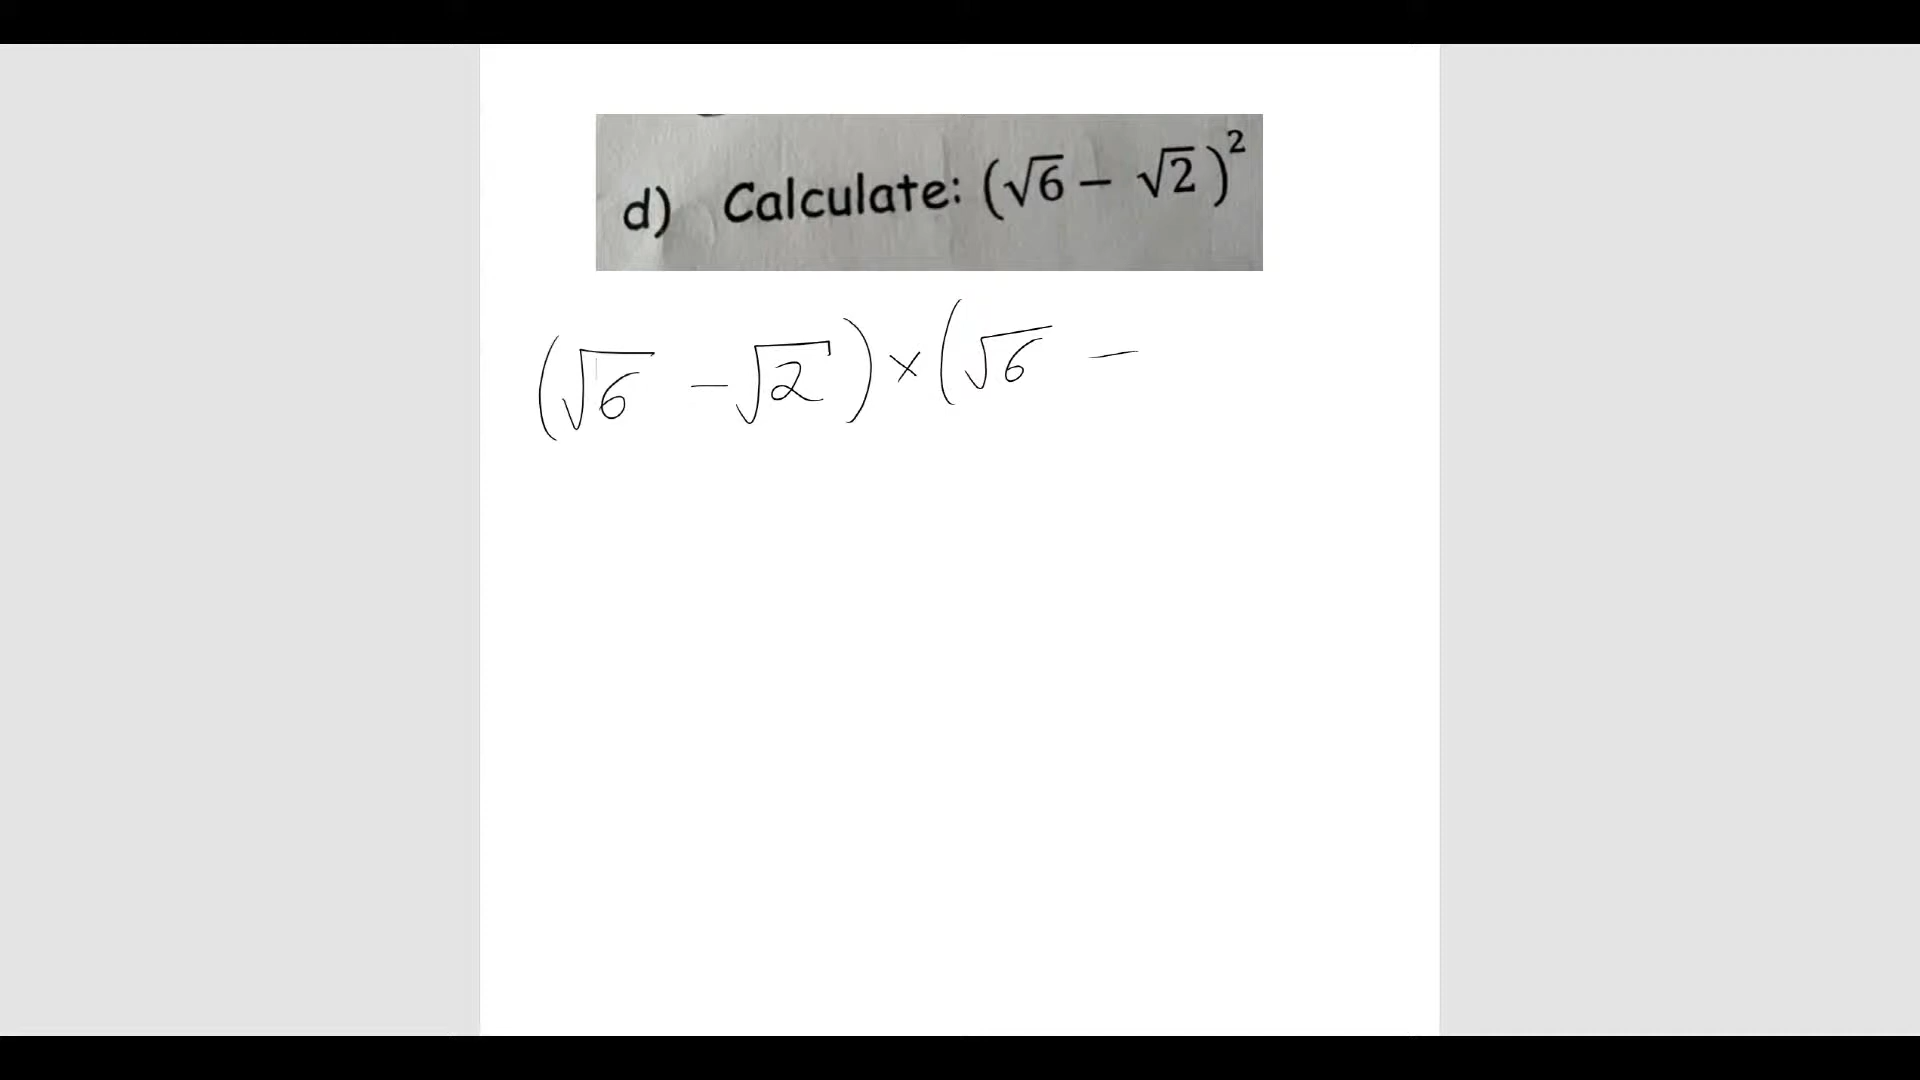 d) Calculate: (√6 − √2)²
(√6 − √2) × (√6 −